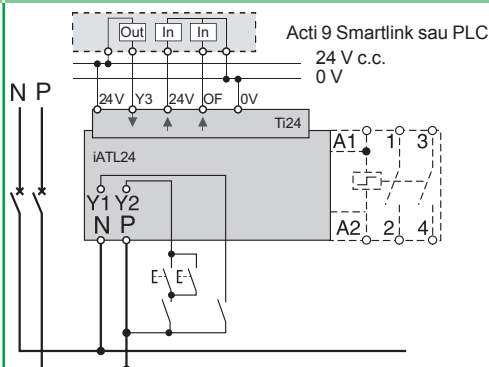 Out In In
Acti 9 Smartlink sau PLC
24 V c.c.
0 V
N P
24V Y3 24V OF 0V
Ti24
iATL24
A1 1 3
Y1 Y2
N P
A2 2 4
E E